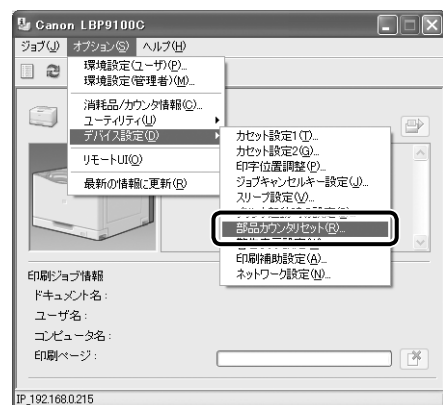 Canon LBP9100C
ジョブ(J) オプション(S) ヘルプ(H)
環境設定(ユーザ)(P)...
環境設定(管理者)(M)...
消耗品/カウンタ情報(C)...
ユーティリティ(U)
デバイス設定(D)
リモートUI(O)
最新の情報に更新(R)
カセット設定1(T)...
カセット設定2(G)...
印字位置調整(P)...
ジョブキャンセルキー設定(J)...
スリープ設定(V)...
部品カウンタリセット(R)...
印刷補助設定(A)...
ネットワーク設定(N)...
印刷ジョブ情報
ドキュメント名:
ユーザ名:
コンピュータ名:
印刷ページ:
IP_192.168.0.215